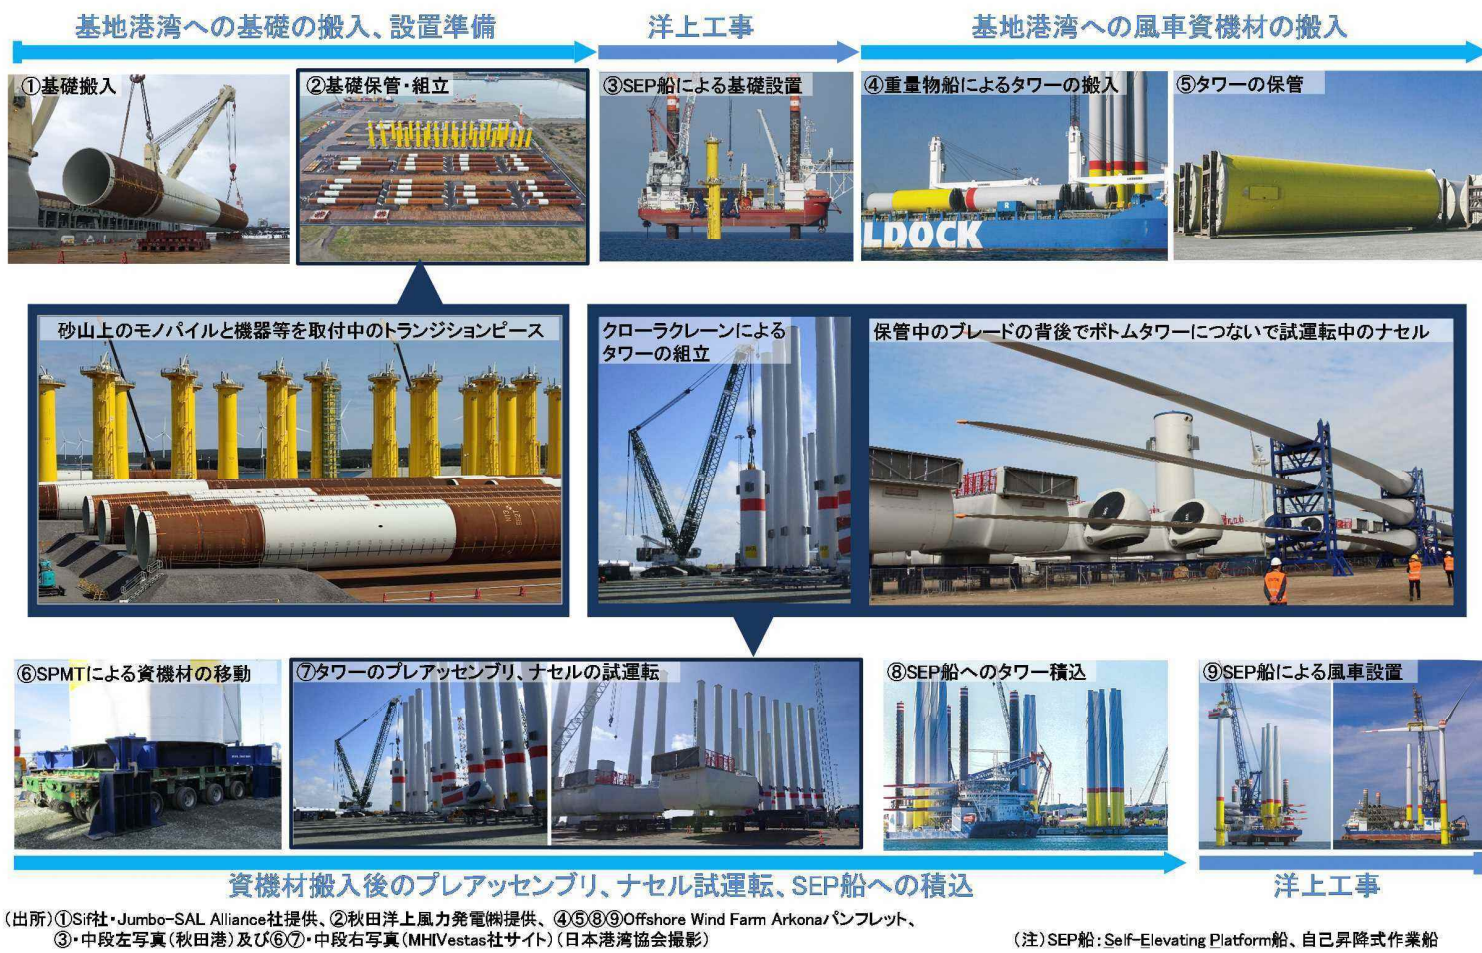 基地港湾への基礎の搬入、設置準備
洋上工事
基地港湾への風車資機材の搬入
①基礎搬入
②基礎保管・組立
③SEP船による基礎設置
④重量物船によるタワーの搬入
⑤タワーの保管
LDOCK
砂山上のモノパイルと機器等を取付中のトランジションピース
クローラクレーンによる
タワーの組立
保管中のブレードの背後でボトムタワーにつないで試運転中のナセル
⑥SPMTによる資機材の移動
⑦タワーのプレアッセンブリ、ナセルの試運転
⑧SEP船へのタワー積込
⑨SEP船による風車設置
資機材搬入後のプレアッセンブリ、ナセル試運転、SEP船への積込
洋上工事
（出所）①Sif社・Jumbo-SAL Alliance社提供、②秋田洋上風力発電㈱提供、 ④⑤⑧⑨Offshore Wind Farm Arkonaパンフレット、
③・中段左写真（秋田港）及び⑥⑦・中段右写真（MHIVestas社サイト）（日本港湾協会撮影）
（注）SEP船：Self-Elevating Platform船、自己昇降式作業船